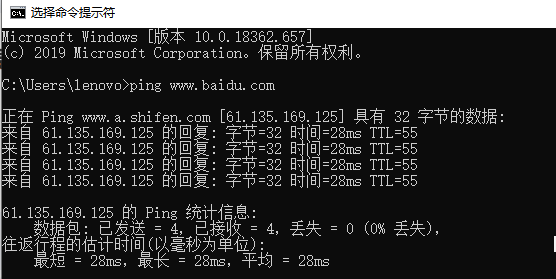 选择命令提示符
Microsoft Windows [版本 10.0.18362.657]
(c) 2019 Microsoft Corporation。保留所有权利。
C:\Users\lenovo>ping www.baidu.com
正在 Ping www.a.shifen.com [61.135.169.125] 具有 32 字节的数据:
来自 61.135.169.125 的回复: 字节=32 时间=28ms TTL=55
来自 61.135.169.125 的回复: 字节=32 时间=28ms TTL=55
来自 61.135.169.125 的回复: 字节=32 时间=28ms TTL=55
来自 61.135.169.125 的回复: 字节=32 时间=28ms TTL=55
61.135.169.125 的 Ping 统计信息:
数据包: 已发送 = 4，已接收 = 4，丢失 = 0 (0% 丢失)，
往返行程的估计时间(以毫秒为单位):
最短 = 28ms，最长 = 28ms，平均 = 28ms